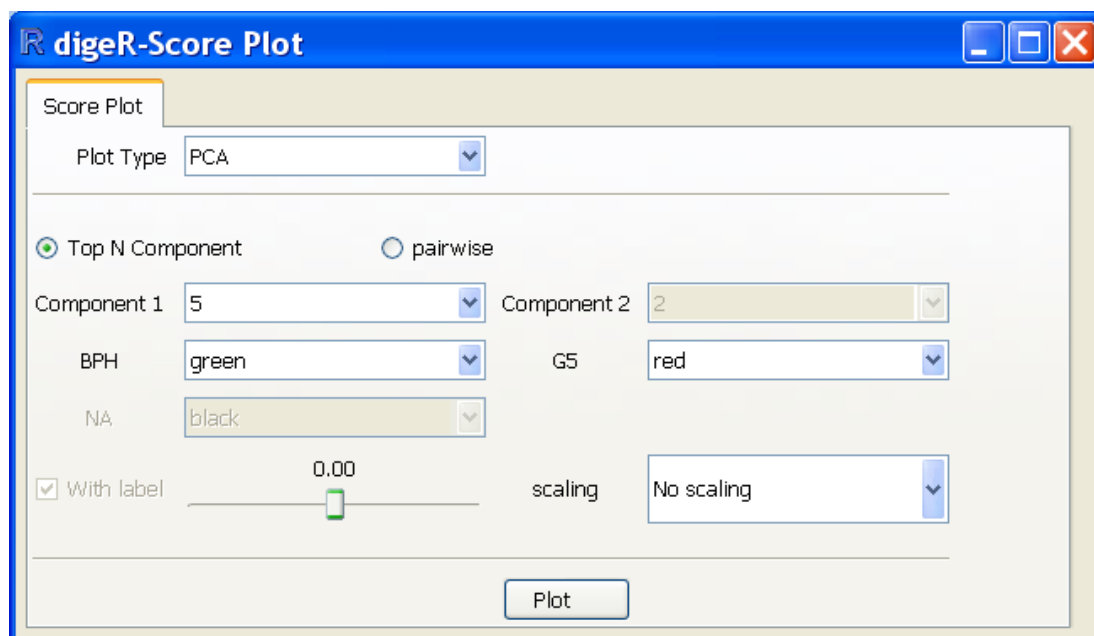 R digeR-Score Plot
Score Plot
Plot Type PCA
Top N Component pairwise
Component 1 5 Component 2 2
BPH green G5 red
NA black
0.00
With label scaling No scaling
Plot